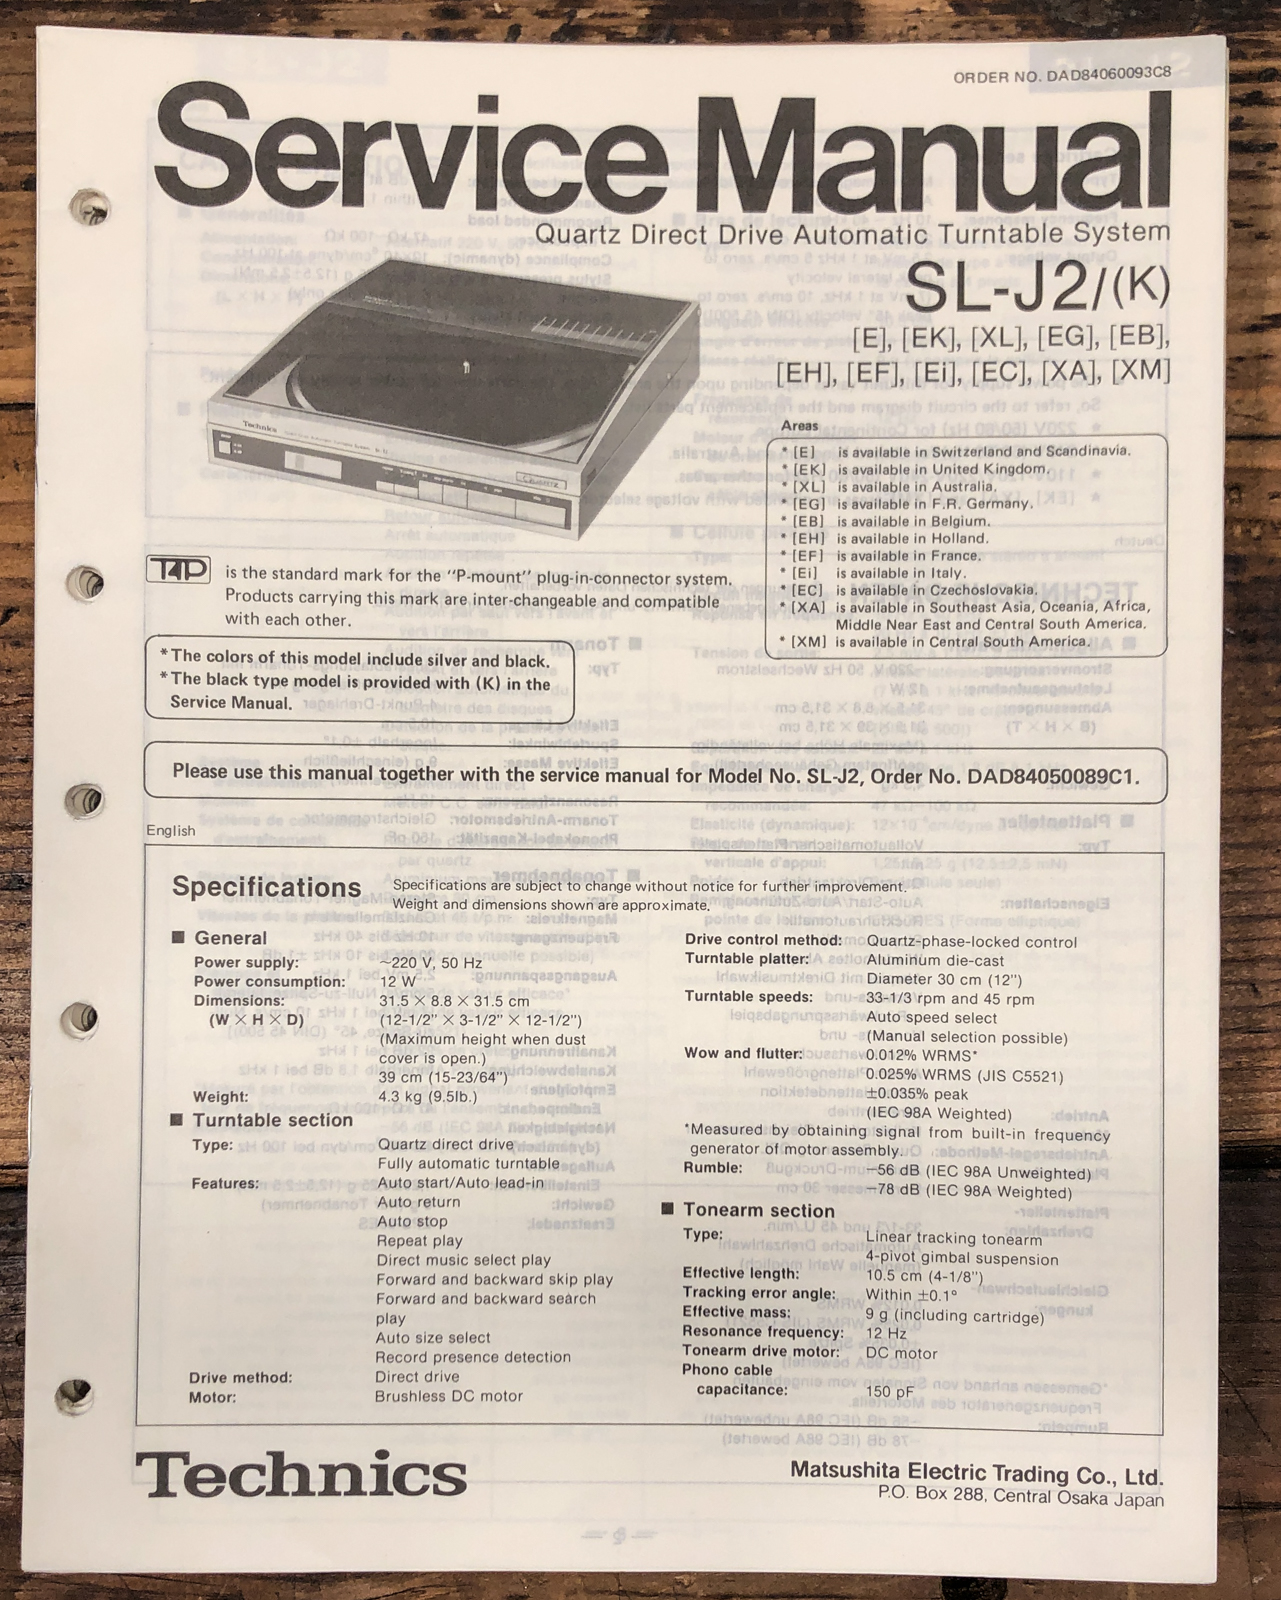 ORDER NO. DAD84060093C8
Service Manual
Quartz Direct Drive Automatic Turntable System
SL-J2/(K)
[E], [EK], [XL], [EG], [EB],
[EH], [EF], [Ei], [EC], [XA], [XM]
Technics
Areas
* [E] is available in Switzerland and Scandinavia.
* [EK] is available in United Kingdom.
* [XL] is available in Australia.
* [EG] is available in F.R. Germany.
* [EB] is available in Belgium.
* [EH] is available in Holland.
* [EF] is available in France.
* [Ei] is available in Italy.
* [EC] is available in Czechoslovakia.
* [XA] is available in Southeast Asia, Oceania, Africa,
Middle Near East and Central South America.
* [XM] is available in Central South America.
T4P is the standard mark for the "P-mount" plug-in-connector system.
Products carrying this mark are inter-changeable and compatible
with each other.
* The colors of this model include silver and black.
* The black type model is provided with (K) in the
Service Manual.
Please use this manual together with the service manual for Model No. SL-J2, Order No. DAD84050089C1.
English
Specifications
Specifications are subject to change without notice for further improvement.
Weight and dimensions shown are approximate.
■ General
Power supply: ~220 V, 50 Hz
Power consumption: 12 W
Dimensions: 31.5 × 8.8 × 31.5 cm
(W × H × D) (12-1/2" × 3-1/2" × 12-1/2")
(Maximum height when dust
cover is open.)
39 cm (15-23/64")
Weight: 4.3 kg (9.5lb.)
■ Turntable section
Type: Quartz direct drive
Fully automatic turntable
Features: Auto start/Auto lead-in
Auto return
Auto stop
Repeat play
Direct music select play
Forward and backward skip play
Forward and backward search
play
Auto size select
Record presence detection
Drive method: Direct drive
Motor: Brushless DC motor
Drive control method: Quartz-phase-locked control
Turntable platter: Aluminum die-cast
Diameter 30 cm (12")
Turntable speeds: 33-1/3 rpm and 45 rpm
Auto speed select
(Manual selection possible)
Wow and flutter: 0.012% WRMS*
0.025% WRMS (JIS C5521)
±0.035% peak
(IEC 98A Weighted)
*Measured by obtaining signal from built-in frequency
generator of motor assembly.
Rumble: −56 dB (IEC 98A Unweighted)
−78 dB (IEC 98A Weighted)
■ Tonearm section
Type: Linear tracking tonearm
4-pivot gimbal suspension
Effective length: 10.5 cm (4-1/8")
Tracking error angle: Within ±0.1°
Effective mass: 9 g (including cartridge)
Resonance frequency: 12 Hz
Tonearm drive motor: DC motor
Phono cable
capacitance: 150 pF
Technics
Matsushita Electric Trading Co., Ltd.
P.O. Box 288, Central Osaka Japan